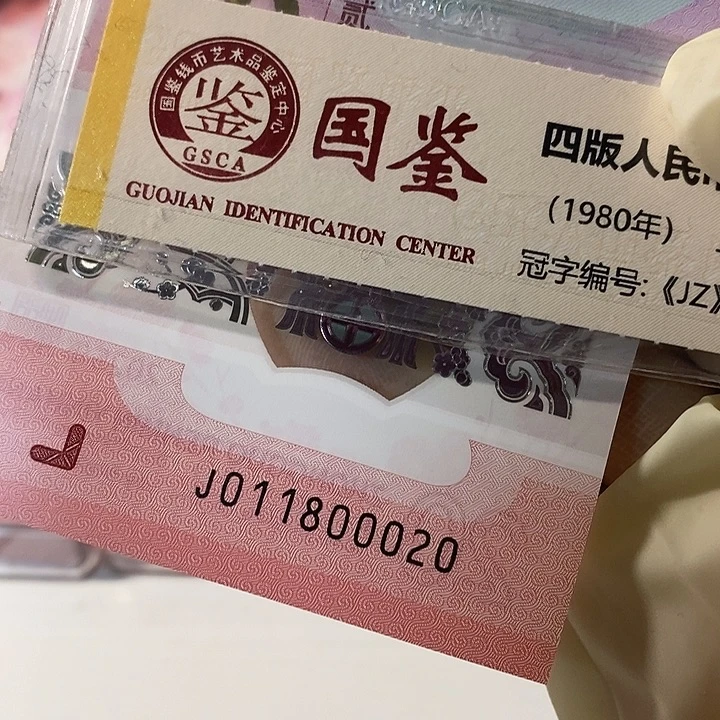 贰
国鉴钱币艺术品鉴定中心
鉴
GSCA
国鉴
GUOJIAN IDENTIFICATION CENTER
四版人民
(1980年)
冠字编号:《JZ》
J011800020